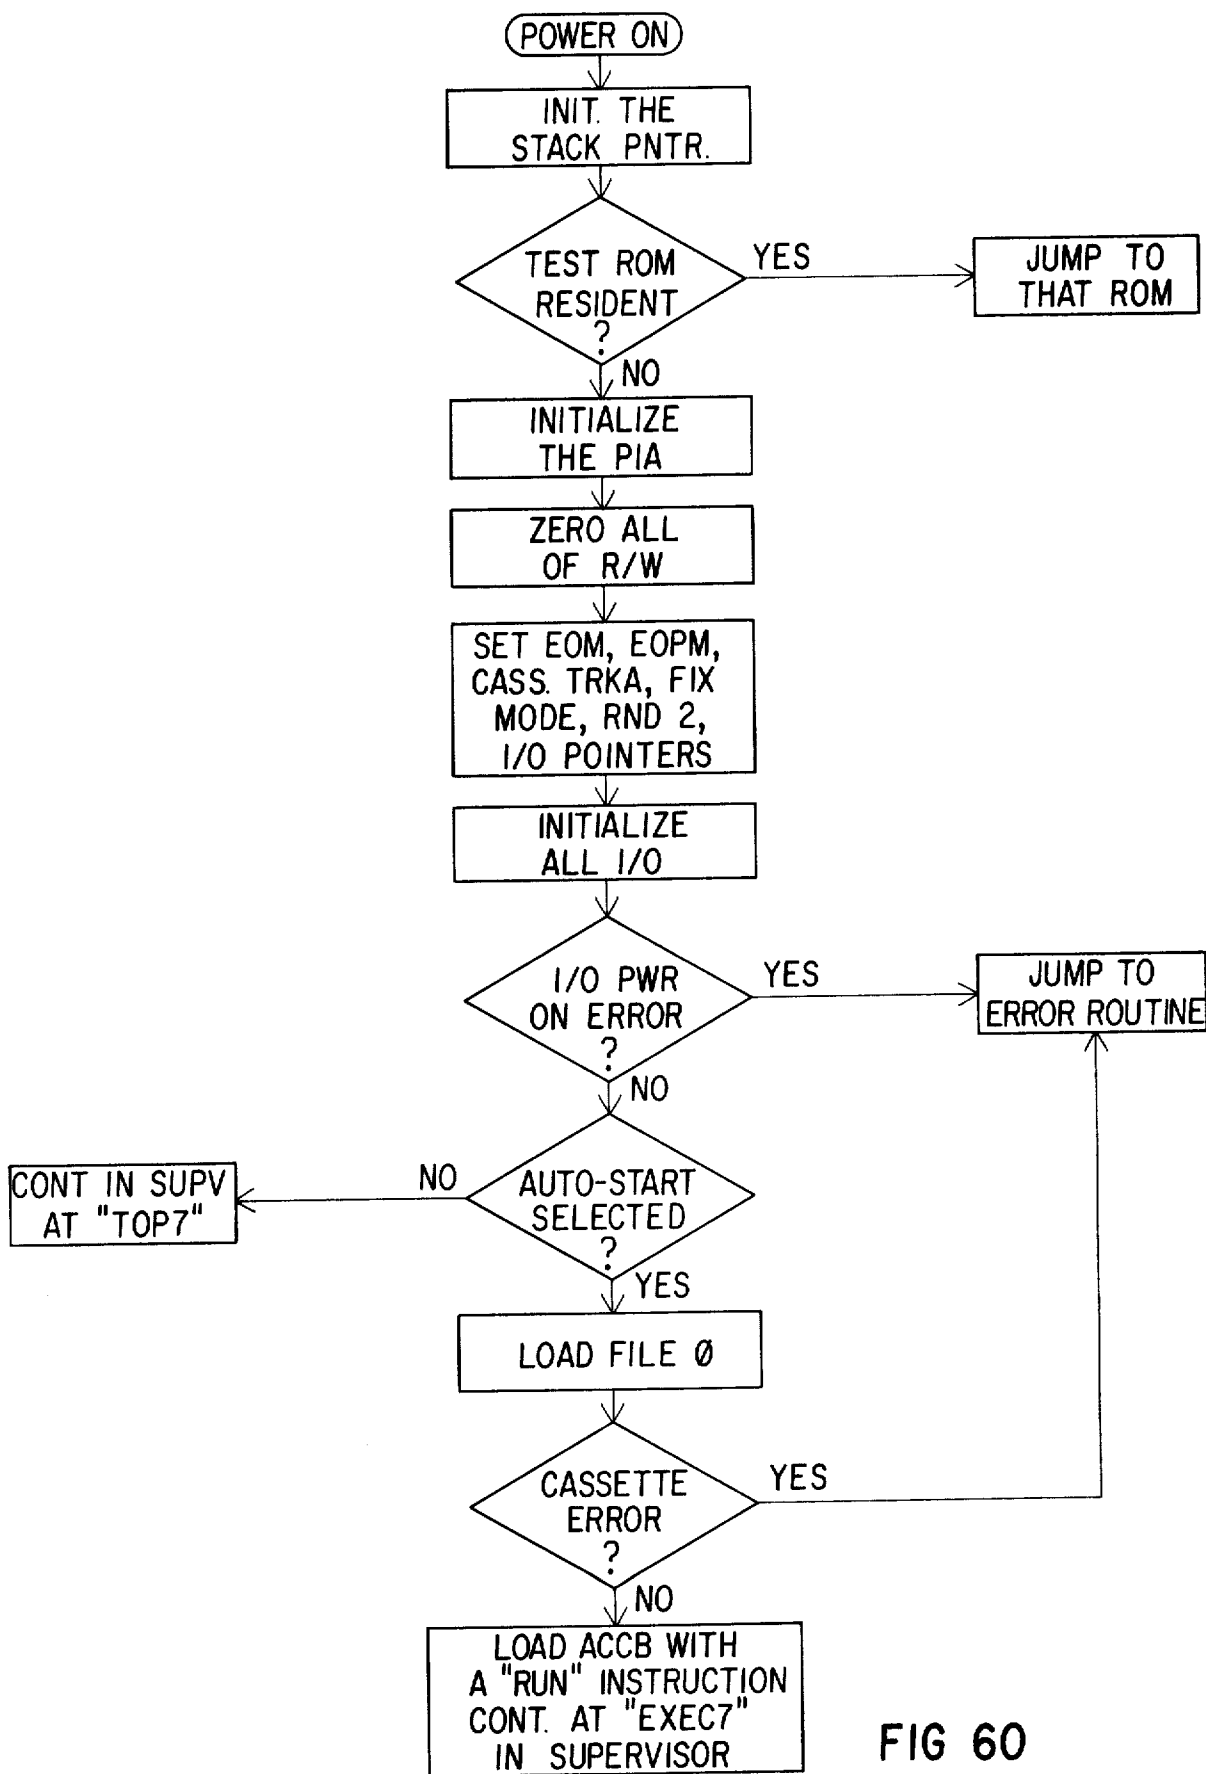 POWER ON
INIT. THE
STACK PNTR.
TEST ROM
RESIDENT
?
YES
JUMP TO
THAT ROM
NO
INITIALIZE
THE PIA
ZERO ALL
OF R/W
SET EOM, EOPM,
CASS. TRKA, FIX
MODE, RND 2,
I/O POINTERS
INITIALIZE
ALL I/O
I/O PWR
ON ERROR
?
YES
JUMP TO
ERROR ROUTINE
NO
AUTO-START
SELECTED
?
NO
CONT IN SUPV
AT "TOP7"
YES
LOAD FILE Ø
CASSETTE
ERROR
?
YES
NO
LOAD ACCB WITH
A "RUN" INSTRUCTION
CONT. AT "EXEC7"
IN SUPERVISOR
FIG 60